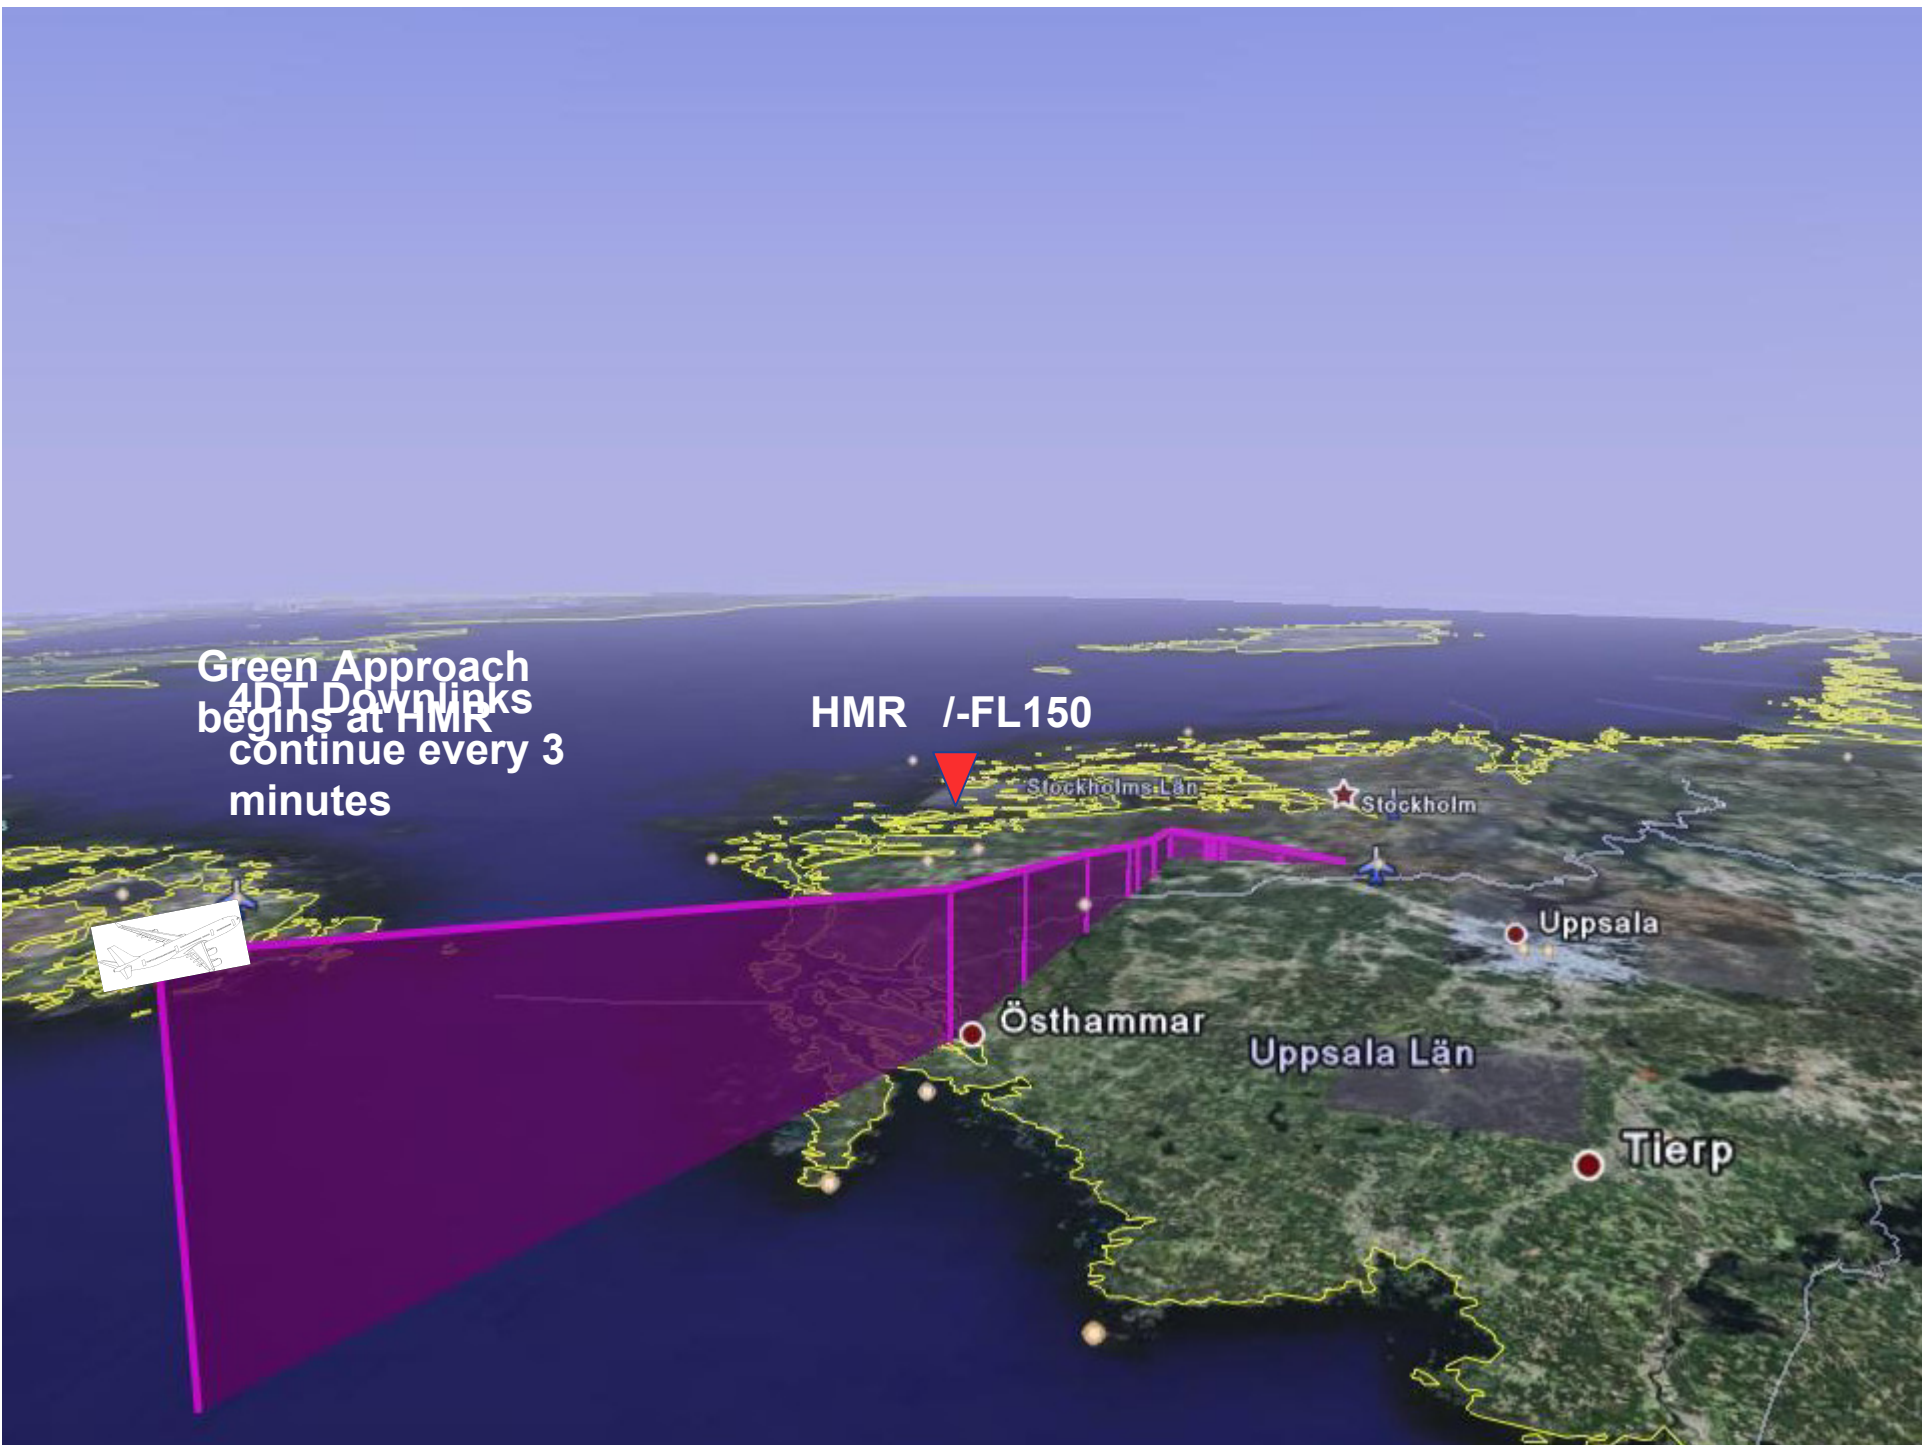 Green Approach
begins at HMR
4DT Downlinks
continue every 3
minutes
HMR /-FL150
Stockholms Län
Stockholm
Uppsala
Östhammar
Uppsala Län
Tierp